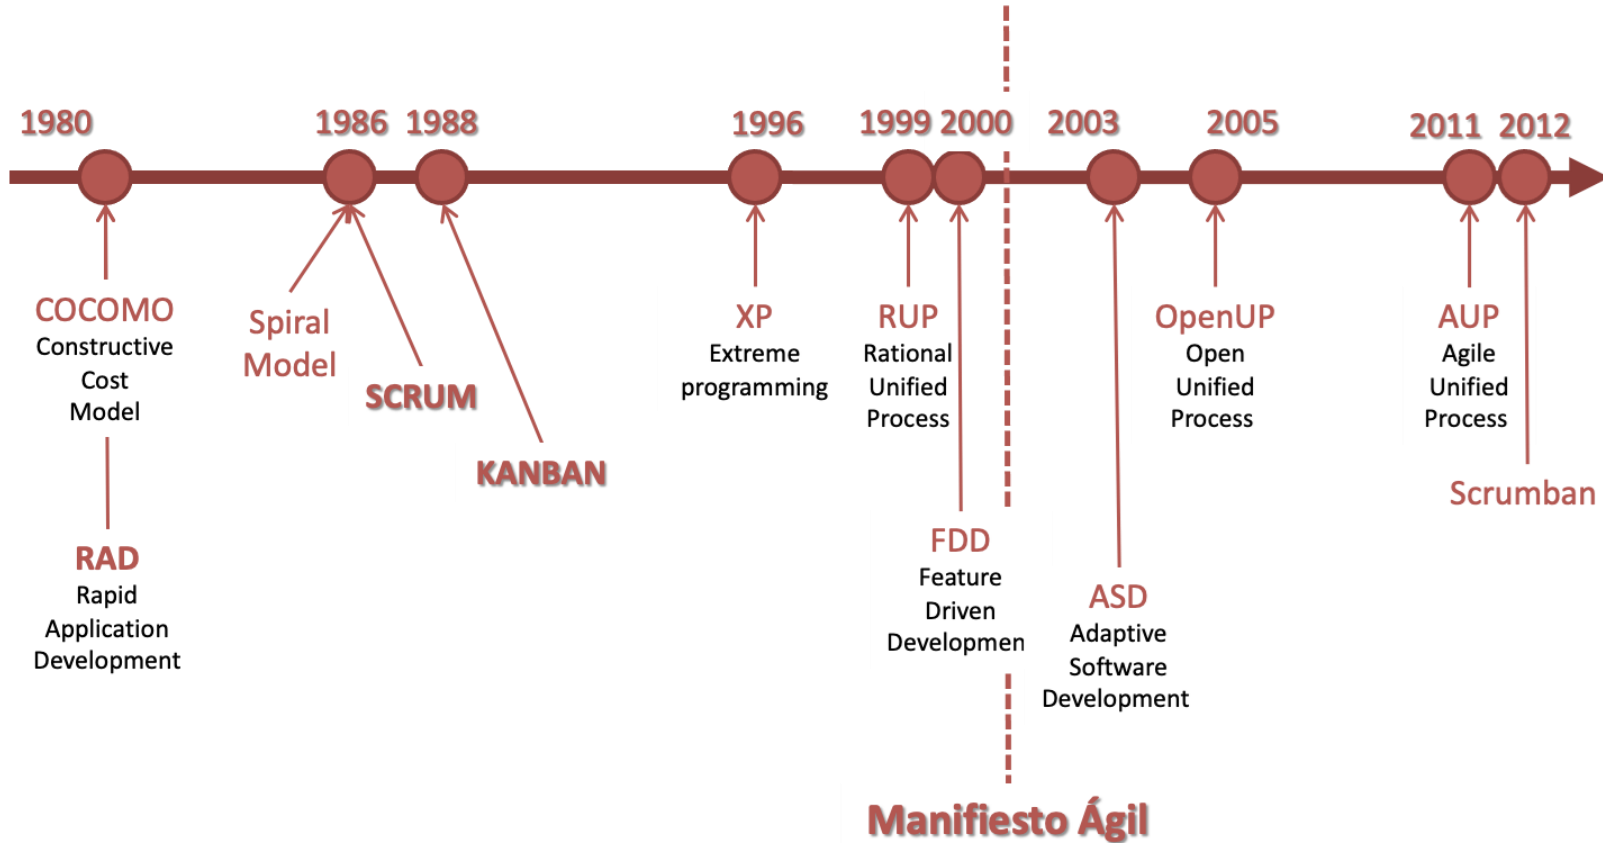 1980
1986
1988
1996
1999
2000
2003
2005
2011
2012
COCOMO
Constructive
Cost
Model
RAD
Rapid
Application
Development
Spiral
Model
SCRUM
KANBAN
XP
Extreme
programming
RUP
Rational
Unified
Process
FDD
Feature
Driven
Developmen
ASD
Adaptive
Software
Development
OpenUP
Open
Unified
Process
AUP
Agile
Unified
Process
Scrumban
Manifiesto Ágil